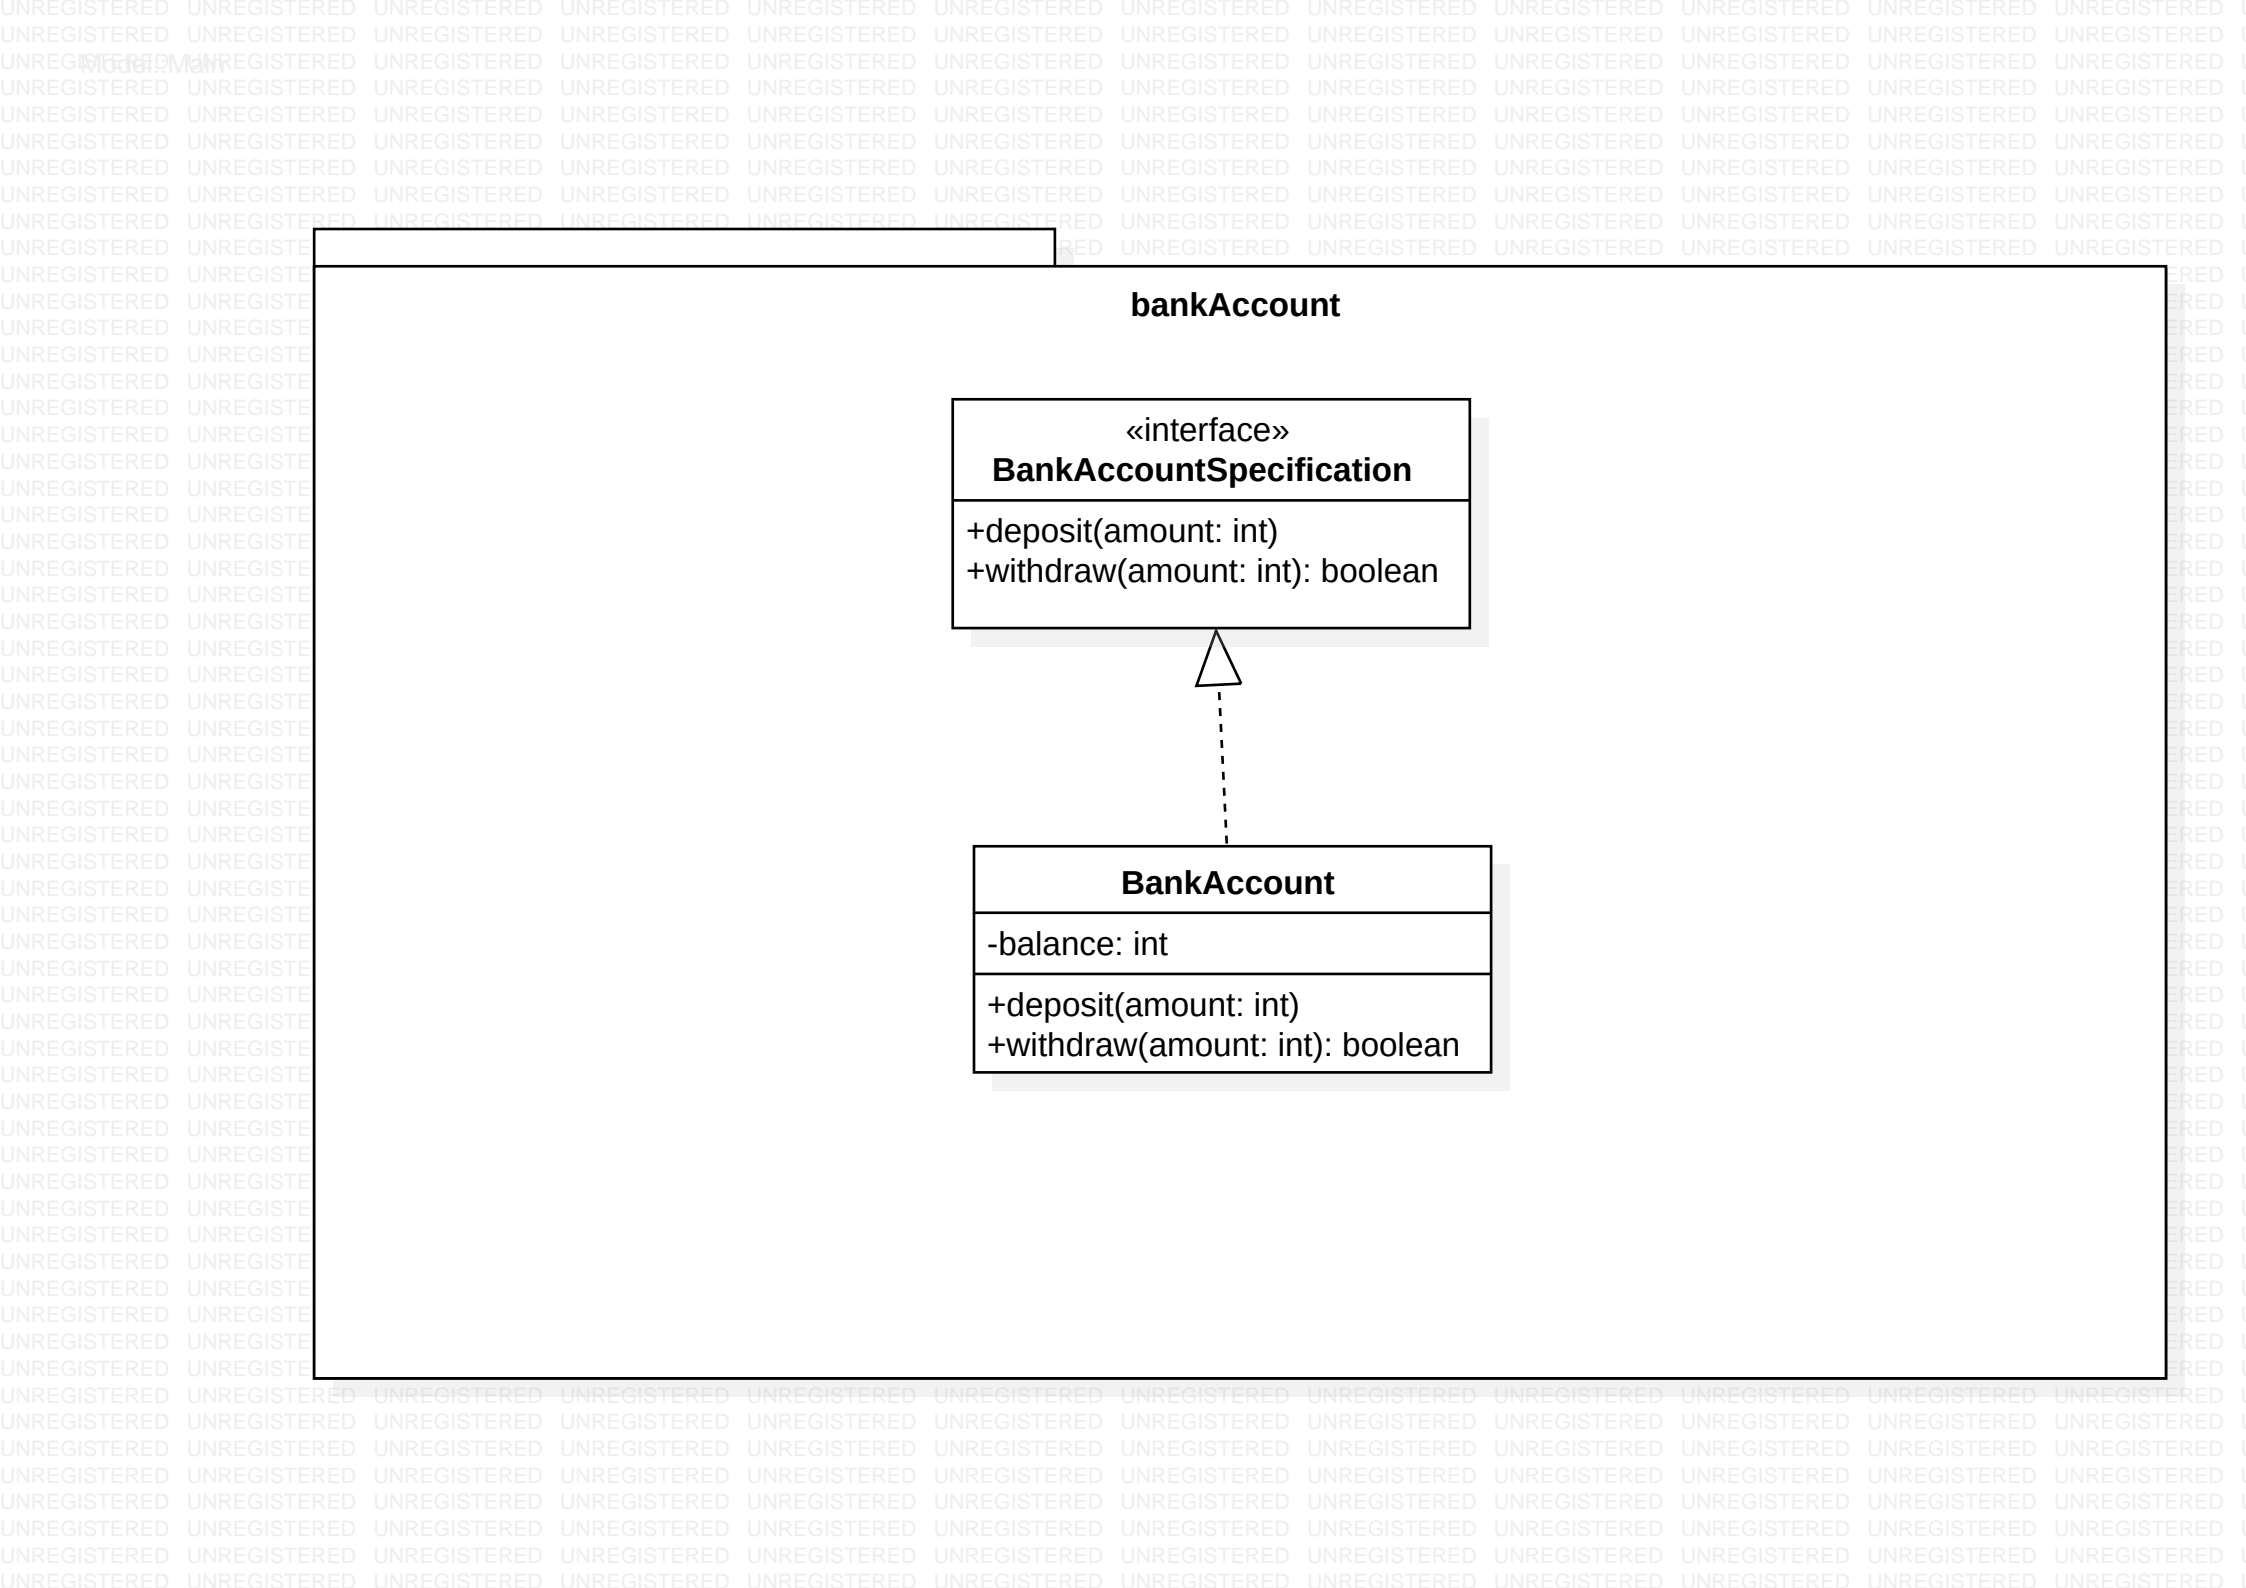 Model::Main
bankAccount
«interface»
BankAccountSpecification
+deposit(amount: int)
+withdraw(amount: int): boolean
BankAccount
-balance: int
+deposit(amount: int)
+withdraw(amount: int): boolean
UNREGISTERED